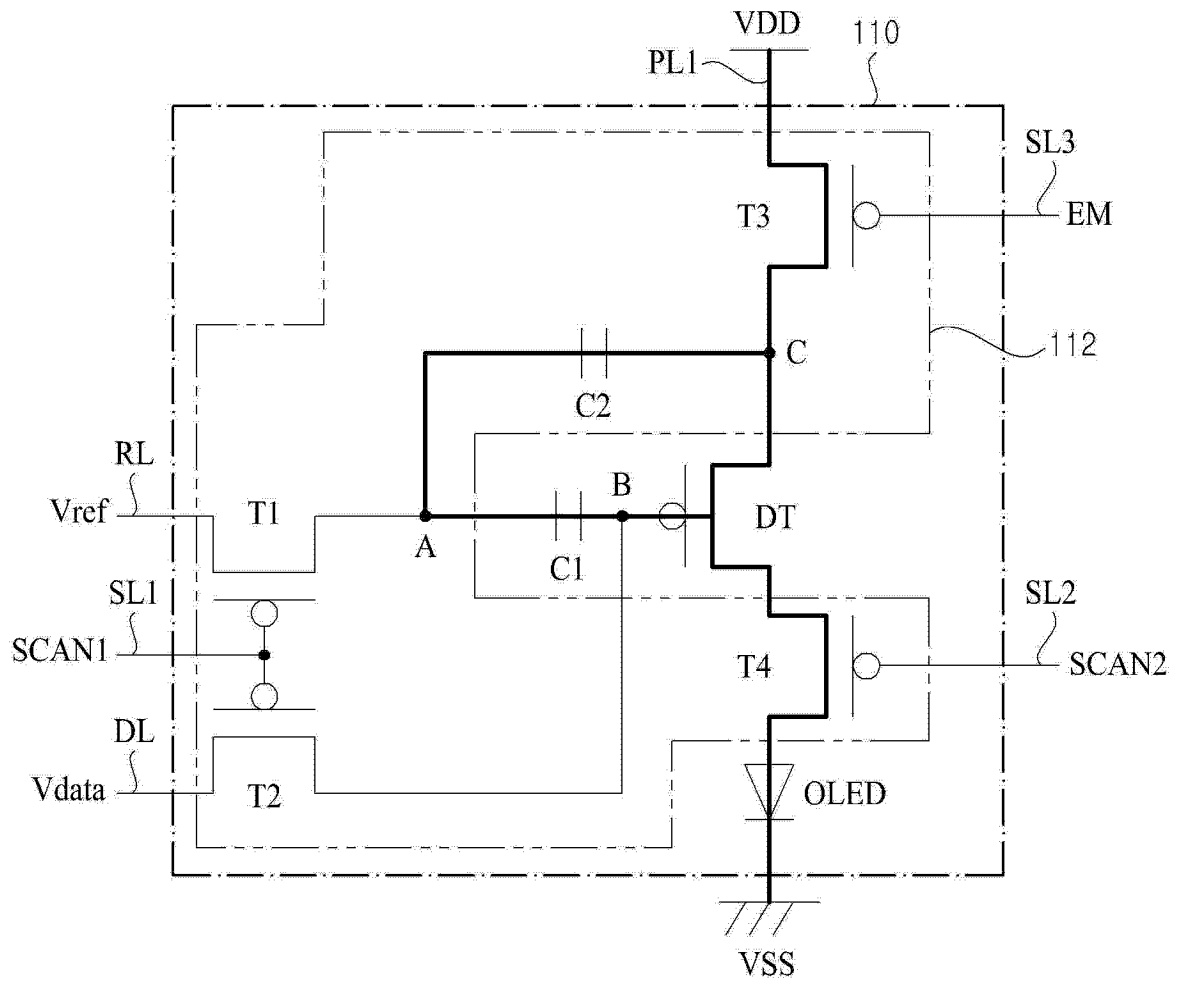 VDD
110
PL1
SL3
T3
EM
C
112
C2
RL
B
Vref
T1
DT
A
C1
SL1
SL2
SCAN1
T4
SCAN2
DL
Vdata
T2
OLED
VSS